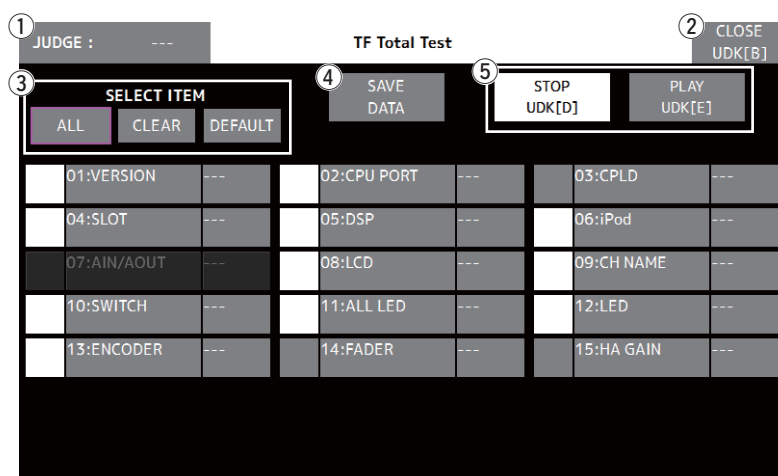 ① JUDGE : --- TF Total Test ② CLOSE
UDK[B]
③ SELECT ITEM
ALL CLEAR DEFAULT
④ SAVE
DATA
⑤ STOP
UDK[D]
PLAY
UDK[E]
01:VERSION --- 02:CPU PORT --- 03:CPLD ---
04:SLOT --- 05:DSP --- 06:iPod ---
07:AIN/AOUT --- 08:LCD --- 09:CH NAME ---
10:SWITCH --- 11:ALL LED --- 12:LED ---
13:ENCODER --- 14:FADER --- 15:HA GAIN ---